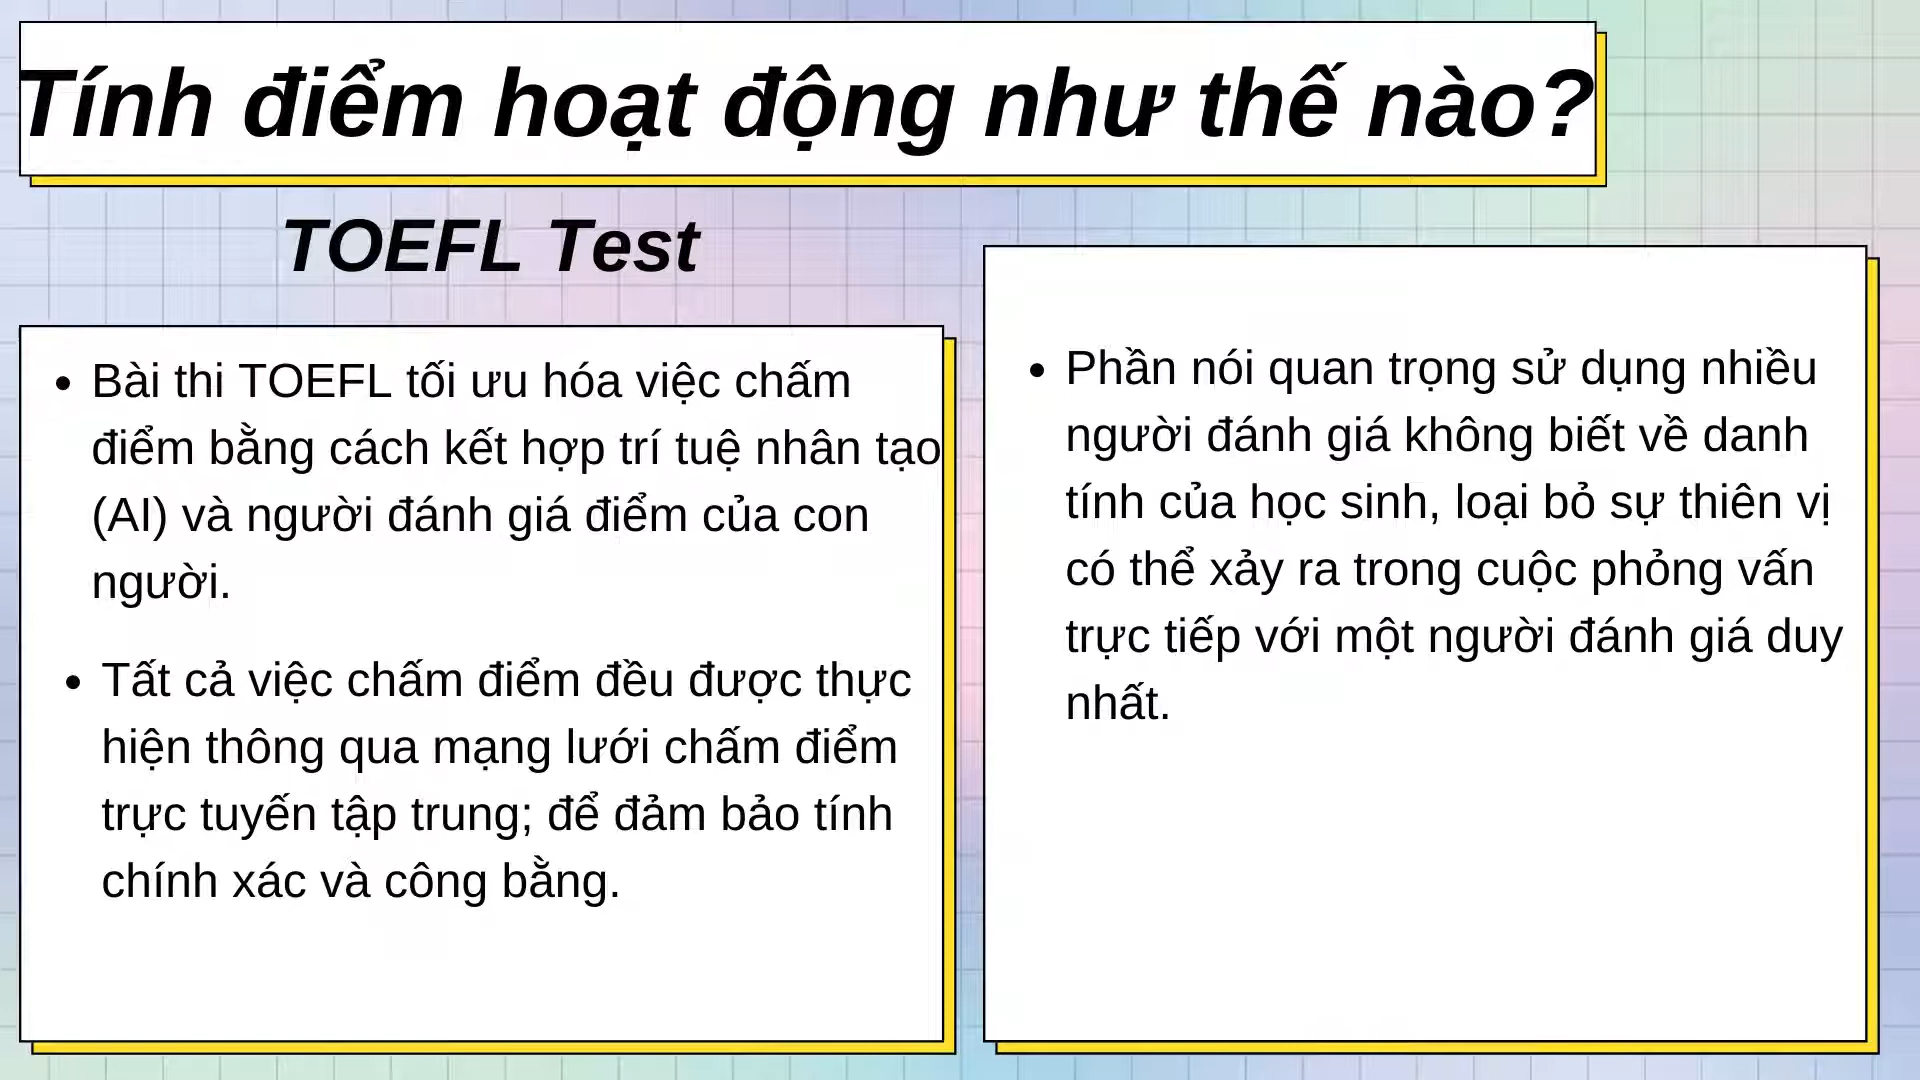 Tính điểm hoạt động như thế nào?
TOEFL Test
• Bài thi TOEFL tối ưu hóa việc chấm
điểm bằng cách kết hợp trí tuệ nhân tạo
(AI) và người đánh giá điểm của con
người.
• Tất cả việc chấm điểm đều được thực
hiện thông qua mạng lưới chấm điểm
trực tuyến tập trung; để đảm bảo tính
chính xác và công bằng.
• Phần nói quan trọng sử dụng nhiều
người đánh giá không biết về danh
tính của học sinh, loại bỏ sự thiên vị
có thể xảy ra trong cuộc phỏng vấn
trực tiếp với một người đánh giá duy
nhất.